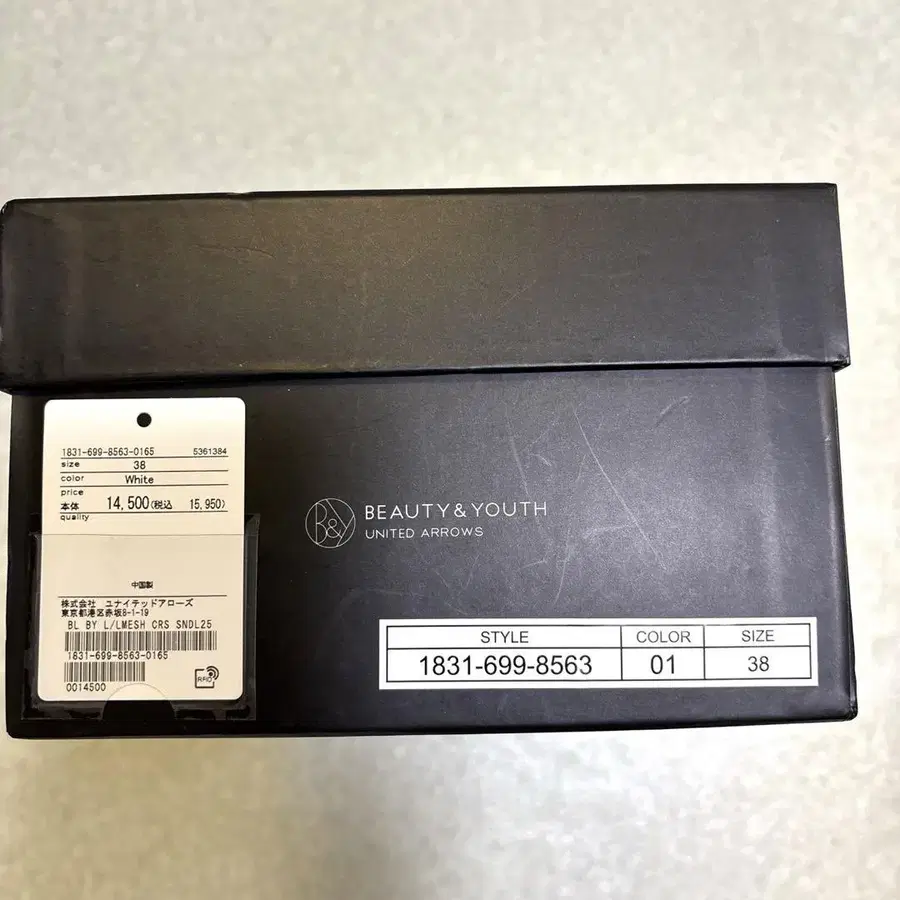 1831-699-8563-0165 5361384
size 38
color White
price
本体 14,500(税込 15,950)
quality
中国製
株式会社 ユナイテッドアローズ
東京都港区赤坂8-1-19
BL BY L/LMESH CRS SNDL25
1831-699-8563-0165
0014500
RFID
B&Y
BEAUTY & YOUTH
UNITED ARROWS
STYLE COLOR SIZE
1831-699-8563 01 38